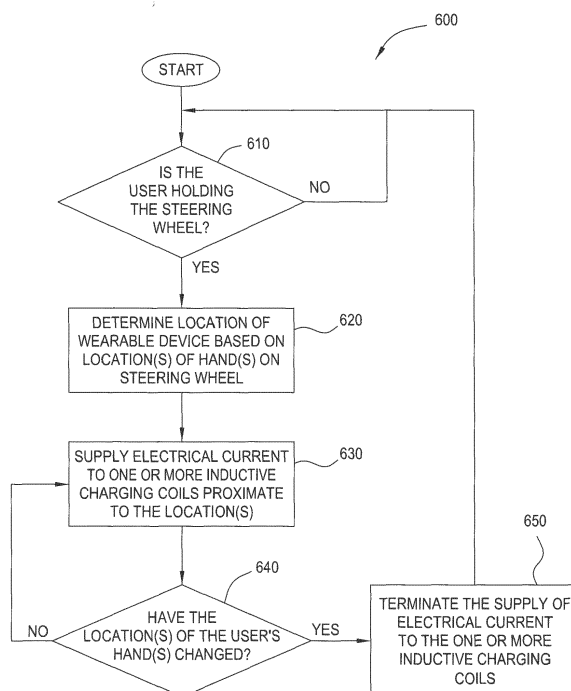 600
START
610
IS THE
USER HOLDING
THE STEERING
WHEEL?
NO
YES
DETERMINE LOCATION OF
WEARABLE DEVICE BASED ON
LOCATION(S) OF HAND(S) ON
STEERING WHEEL
620
SUPPLY ELECTRICAL CURRENT
TO ONE OR MORE INDUCTIVE
CHARGING COILS PROXIMATE
TO THE LOCATION(S)
630
640
HAVE THE
LOCATION(S) OF THE USER'S
HAND(S) CHANGED?
NO
YES
650
TERMINATE THE SUPPLY OF
ELECTRICAL CURRENT
TO THE ONE OR MORE
INDUCTIVE CHARGING
COILS